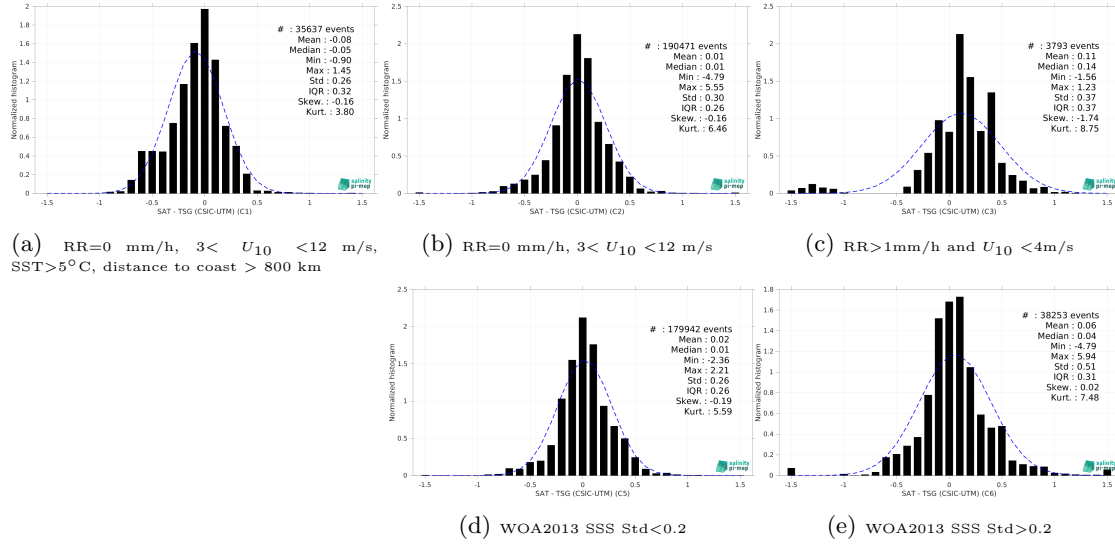 # : 35637 events
Mean : -0.08
Median : -0.05
Min : -0.90
Max : 1.45
Std : 0.26
IQR : 0.32
Skew. : -0.16
Kurt. : 3.80
Normalized histogram
2
1.8
1.6
1.4
1.2
1
0.8
0.6
0.4
0.2
0
-1.5 -1 -0.5 0 0.5 1 1.5
SAT - TSG (CSIC-UTM) (C1)
salinity
pi-mep
(a) RR=0 mm/h, 3< U10 <12 m/s,
SST>5°C, distance to coast > 800 km
# : 190471 events
Mean : 0.01
Median : 0.01
Min : -4.79
Max : 5.55
Std : 0.30
IQR : 0.26
Skew. : -0.16
Kurt. : 6.46
Normalized histogram
2.5
2
1.5
1
0.5
0
-1.5 -1 -0.5 0 0.5 1 1.5
SAT - TSG (CSIC-UTM) (C2)
salinity
pi-mep
(b) RR=0 mm/h, 3< U10 <12 m/s
# : 3793 events
Mean : 0.11
Median : 0.14
Min : -1.56
Max : 1.23
Std : 0.37
IQR : 0.37
Skew. : -1.74
Kurt. : 8.75
Normalized histogram
2.5
2
1.5
1
0.5
0
-1.5 -1 -0.5 0 0.5 1 1.5
SAT - TSG (CSIC-UTM) (C3)
salinity
pi-mep
(c) RR>1mm/h and U10 <4m/s
# : 179942 events
Mean : 0.02
Median : 0.01
Min : -2.36
Max : 2.21
Std : 0.26
IQR : 0.26
Skew. : -0.19
Kurt. : 5.59
Normalized histogram
2.5
2
1.5
1
0.5
0
-1.5 -1 -0.5 0 0.5 1 1.5
SAT - TSG (CSIC-UTM) (C5)
salinity
pi-mep
(d) WOA2013 SSS Std<0.2
# : 38253 events
Mean : 0.06
Median : 0.04
Min : -4.79
Max : 5.94
Std : 0.51
IQR : 0.31
Skew. : 0.02
Kurt. : 7.48
Normalized histogram
1.8
1.6
1.4
1.2
1
0.8
0.6
0.4
0.2
0
-1.5 -1 -0.5 0 0.5 1 1.5
SAT - TSG (CSIC-UTM) (C6)
salinity
pi-mep
(e) WOA2013 SSS Std>0.2